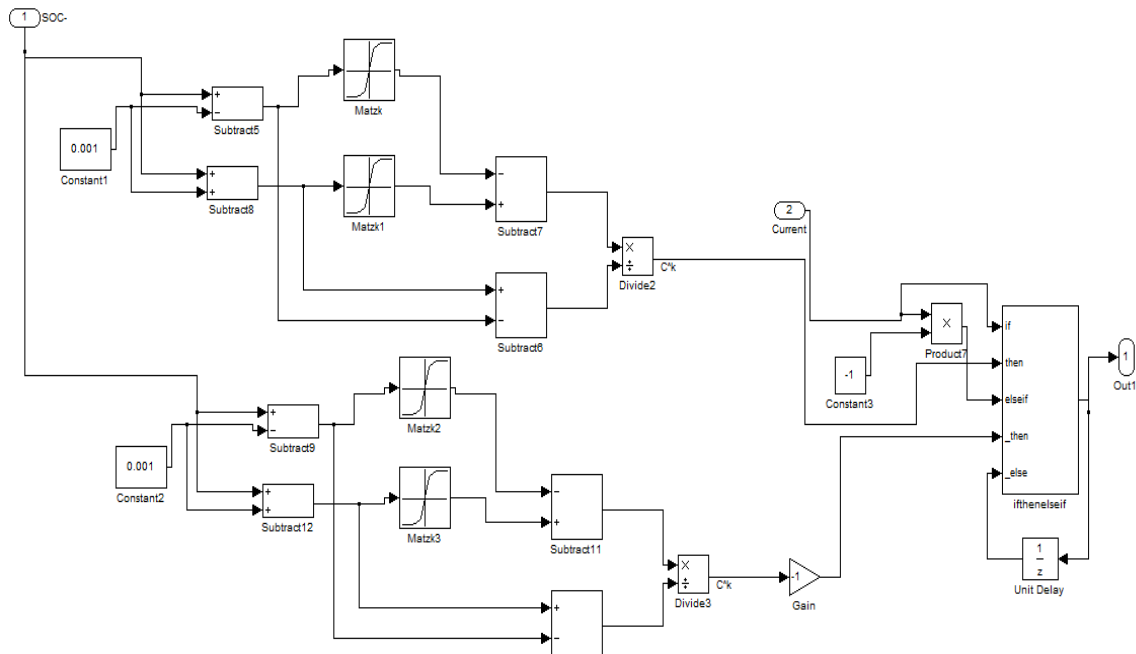 1
SOC-
+
−
Subtract5
Matzk
0.001
Constant1
+
+
Subtract8
Matzk1
−
+
Subtract7
×
÷
Divide2
C*k
+
−
Subtract6
2
Current
×
Product7
-1
Constant3
if
then
elseif
_then
_else
ifthenelseif
1
Out1
1
z
Unit Delay
+
−
Subtract9
Matzk2
0.001
Constant2
+
+
Subtract12
Matzk3
−
+
Subtract11
×
÷
Divide3
C*k
-1
Gain
+
−